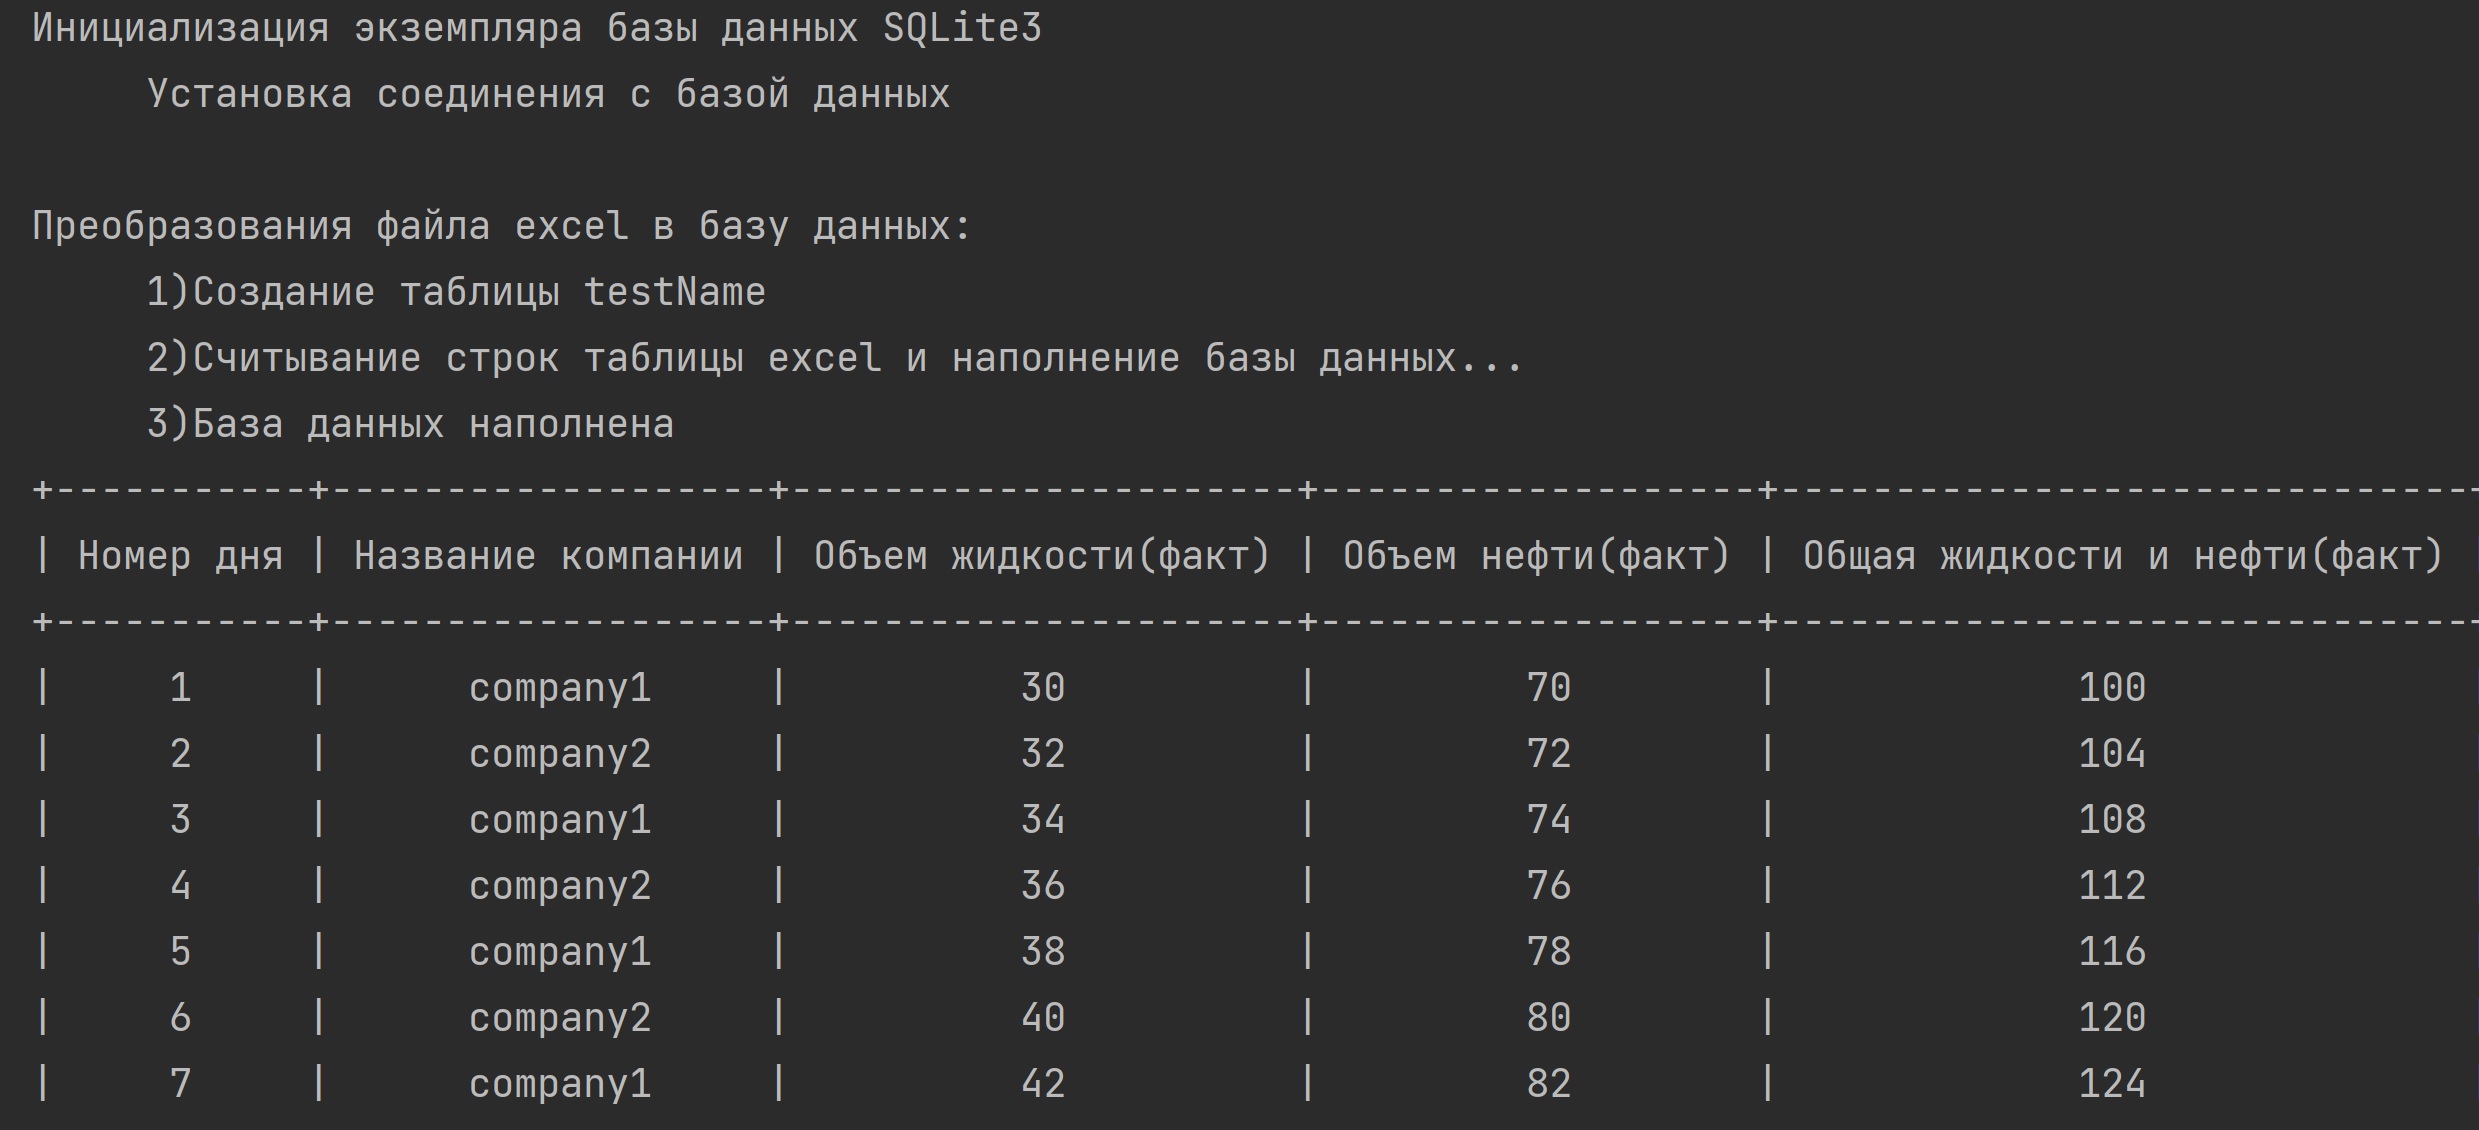 Инициализация экземпляра базы данных SQLite3
Установка соединения с базой данных
Преобразования файла excel в базу данных:
1)Создание таблицы testName
2)Считывание строк таблицы excel и наполнение базы данных...
3)База данных наполнена
+-----------+-------------------+----------------------+-------------------+------------------------------+
| Номер дня | Название компании | Объем жидкости(факт) | Объем нефти(факт) | Общая жидкости и нефти(факт) |
+-----------+-------------------+----------------------+-------------------+------------------------------+
| 1 | company1 | 30 | 70 | 100
| 2 | company2 | 32 | 72 | 104
| 3 | company1 | 34 | 74 | 108
| 4 | company2 | 36 | 76 | 112
| 5 | company1 | 38 | 78 | 116
| 6 | company2 | 40 | 80 | 120
| 7 | company1 | 42 | 82 | 124